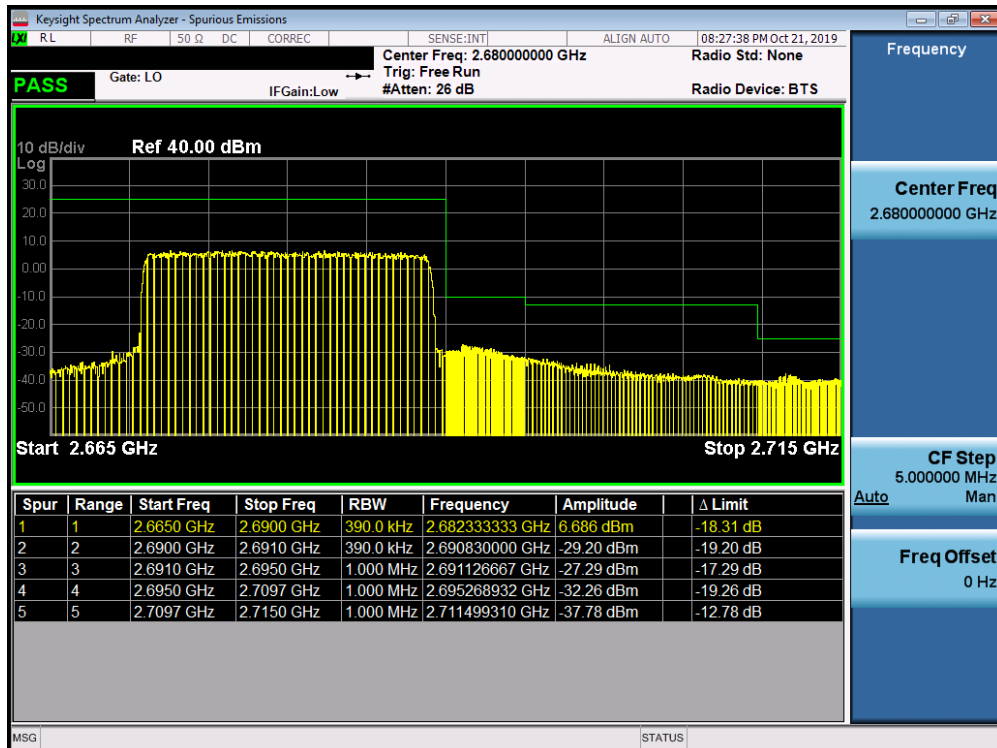 Keysight Spectrum Analyzer - Spurious Emissions
LXI RL RF 50 Ω DC CORREC SENSE:INT ALIGN AUTO 08:27:38 PM Oct 21, 2019
Center Freq: 2.680000000 GHz Radio Std: None
PASS Gate: LO Trig: Free Run
IFGain:Low #Atten: 26 dB Radio Device: BTS
10 dB/div Ref 40.00 dBm
Log
30.0
20.0
10.0
0.00
-10.0
-20.0
-30.0
-40.0
-50.0
Start 2.665 GHz Stop 2.715 GHz
Spur Range Start Freq Stop Freq RBW Frequency Amplitude Δ Limit
1 1 2.6650 GHz 2.6900 GHz 390.0 kHz 2.682333333 GHz 6.686 dBm -18.31 dB
2 2 2.6900 GHz 2.6910 GHz 390.0 kHz 2.690830000 GHz -29.20 dBm -19.20 dB
3 3 2.6910 GHz 2.6950 GHz 1.000 MHz 2.691126667 GHz -27.29 dBm -17.29 dB
4 4 2.6950 GHz 2.7097 GHz 1.000 MHz 2.695268932 GHz -32.26 dBm -19.26 dB
5 5 2.7097 GHz 2.7150 GHz 1.000 MHz 2.711499310 GHz -37.78 dBm -12.78 dB
MSG STATUS
Frequency
Center Freq
2.680000000 GHz
CF Step
5.000000 MHz
Auto Man
Freq Offset
0 Hz